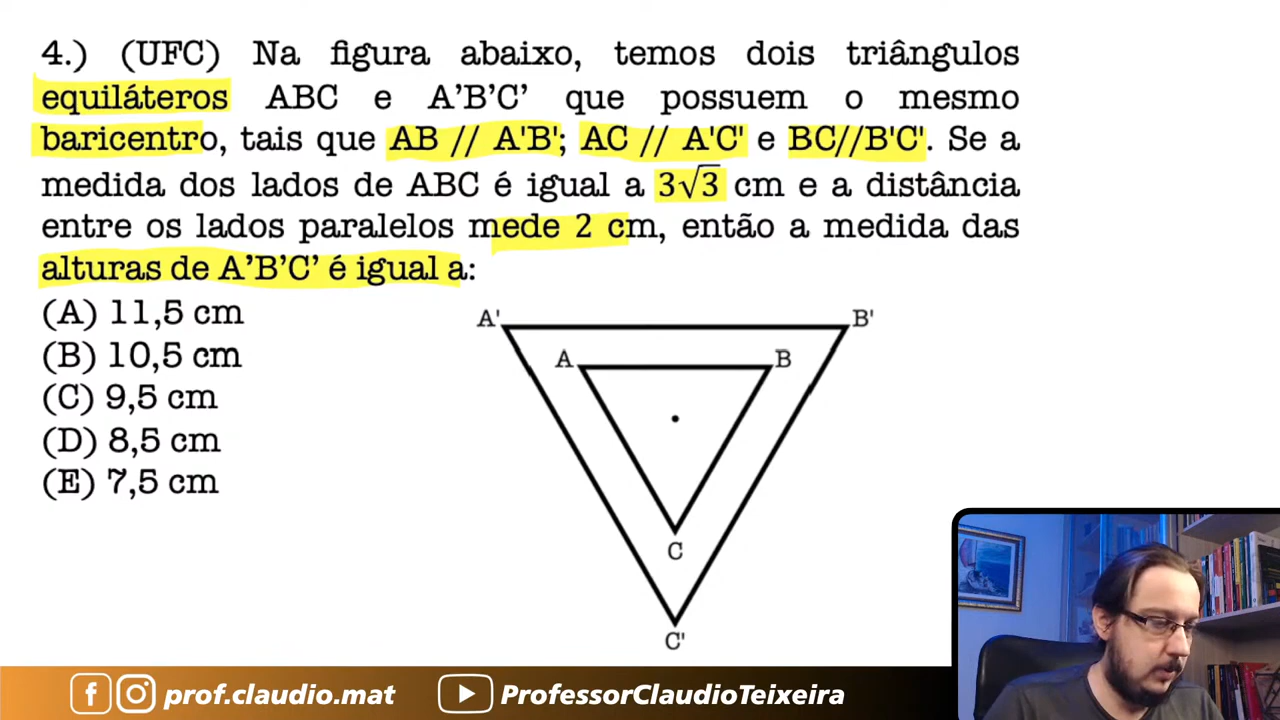 4.) (UFC) Na figura abaixo, temos dois triângulos
equiláteros ABC e A’B’C’ que possuem o mesmo
baricentro, tais que AB // A'B'; AC // A'C' e BC//B'C'. Se a
medida dos lados de ABC é igual a 3√3 cm e a distância
entre os lados paralelos mede 2 cm, então a medida das
alturas de A’B’C’ é igual a:
(A) 11,5 cm
(B) 10,5 cm
(C) 9,5 cm
(D) 8,5 cm
(E) 7,5 cm
A' B'
A B
C
C'
prof.claudio.mat ProfessorClaudioTeixeira